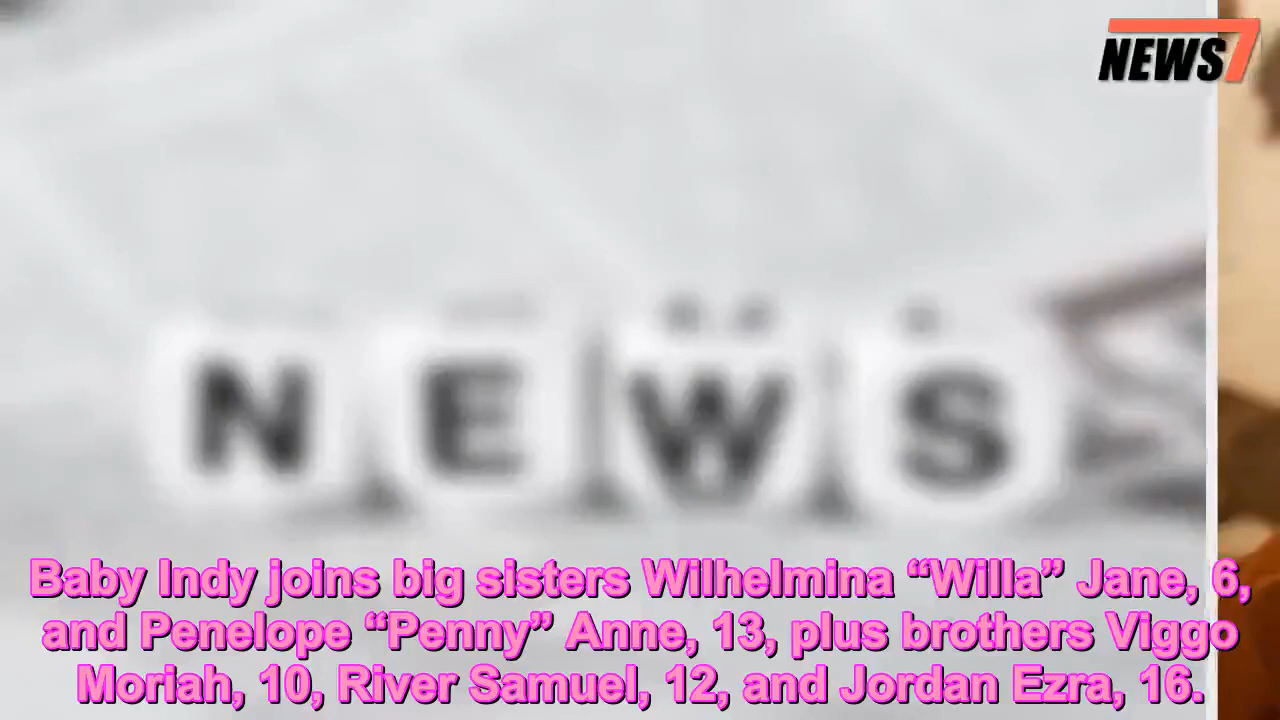 NEWS7
N E W S
Baby Indy joins big sisters Wilhelmina “Willa” Jane, 6,
and Penelope “Penny” Anne, 13, plus brothers Viggo
Moriah, 10, River Samuel, 12, and Jordan Ezra, 16.